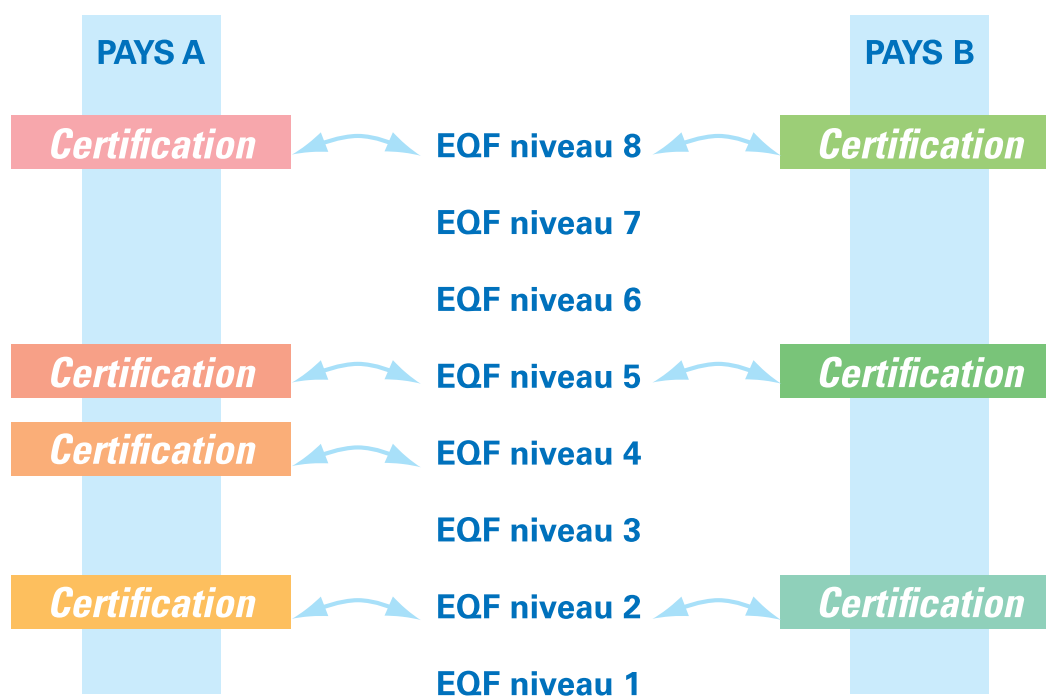 PAYS A
PAYS B
Certification
EQF niveau 8
Certification
EQF niveau 7
EQF niveau 6
Certification
EQF niveau 5
Certification
Certification
EQF niveau 4
EQF niveau 3
Certification
EQF niveau 2
Certification
EQF niveau 1